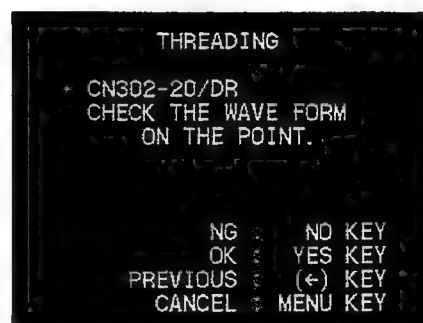 THREADING
* CN302-20/DR
CHECK THE WAVE FORM
ON THE POINT.
NG : NO KEY
OK : YES KEY
PREVIOUS : (←) KEY
CANCEL : MENU KEY